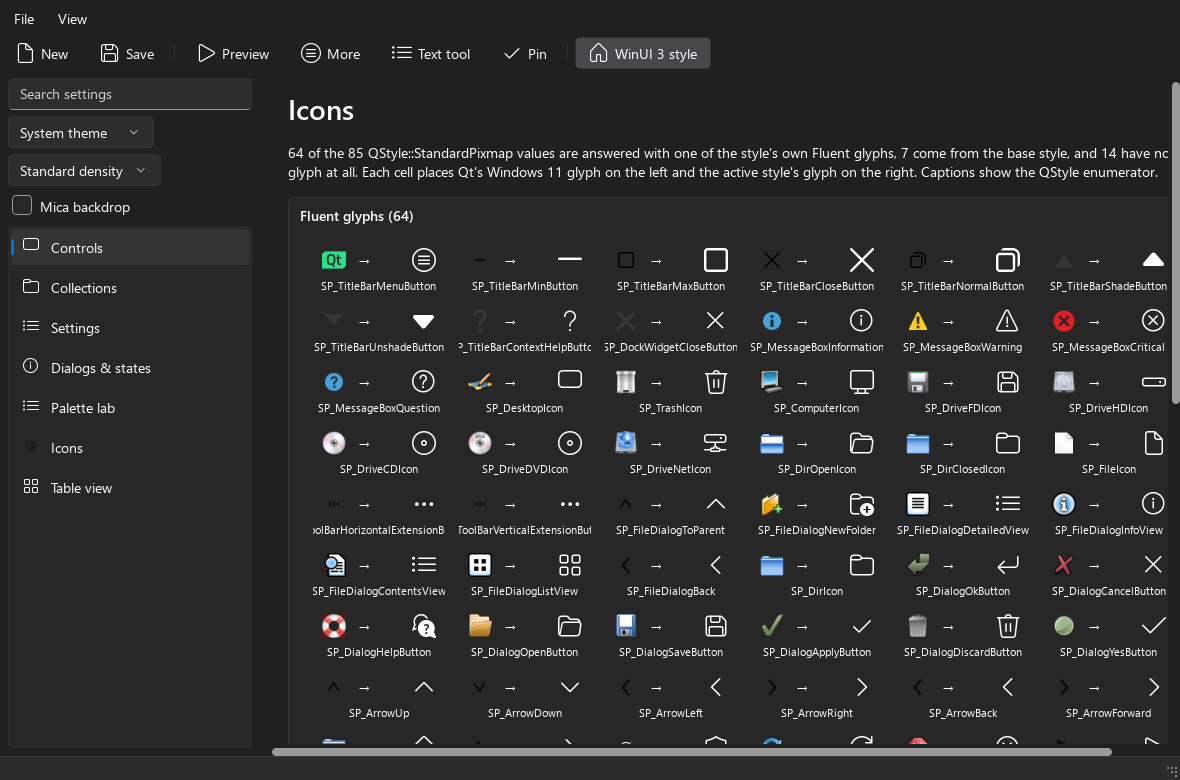 File View
New Save Preview More Text tool Pin WinUI 3 style
Search settings
System theme
Standard density
Mica backdrop
Controls
Collections
Settings
Dialogs & states
Palette lab
Icons
Table view
Icons
64 of the 85 QStyle::StandardPixmap values are answered with one of the style's own Fluent glyphs, 7 come from the base style, and 14 have no
glyph at all. Each cell places Qt's Windows 11 glyph on the left and the active style's glyph on the right. Captions show the QStyle enumerator.
Fluent glyphs (64)
Qt → → → → → →
SP_TitleBarMenuButton SP_TitleBarMinButton SP_TitleBarMaxButton SP_TitleBarCloseButton SP_TitleBarNormalButton SP_TitleBarShadeButton
→ → → → → →
SP_TitleBarUnshadeButton P_TitleBarContextHelpButto SP_DockWidgetCloseButton SP_MessageBoxInformation SP_MessageBoxWarning SP_MessageBoxCritical
→ → → → → →
SP_MessageBoxQuestion SP_DesktopIcon SP_TrashIcon SP_ComputerIcon SP_DriveFDIcon SP_DriveHDIcon
→ → → → → →
SP_DriveCDIcon SP_DriveDVDIcon SP_DriveNetIcon SP_DirOpenIcon SP_DirClosedIcon SP_FileIcon
→ → → → → →
oolBarHorizontalExtensionB ToolBarVerticalExtensionBut SP_FileDialogToParent SP_FileDialogNewFolder SP_FileDialogDetailedView SP_FileDialogInfoView
→ → → → → →
SP_FileDialogContentsView SP_FileDialogListView SP_FileDialogBack SP_DirIcon SP_DialogOkButton SP_DialogCancelButton
→ → → → → →
SP_DialogHelpButton SP_DialogOpenButton SP_DialogSaveButton SP_DialogApplyButton SP_DialogDiscardButton SP_DialogYesButton
→ → → → → →
SP_ArrowUp SP_ArrowDown SP_ArrowLeft SP_ArrowRight SP_ArrowBack SP_ArrowForward